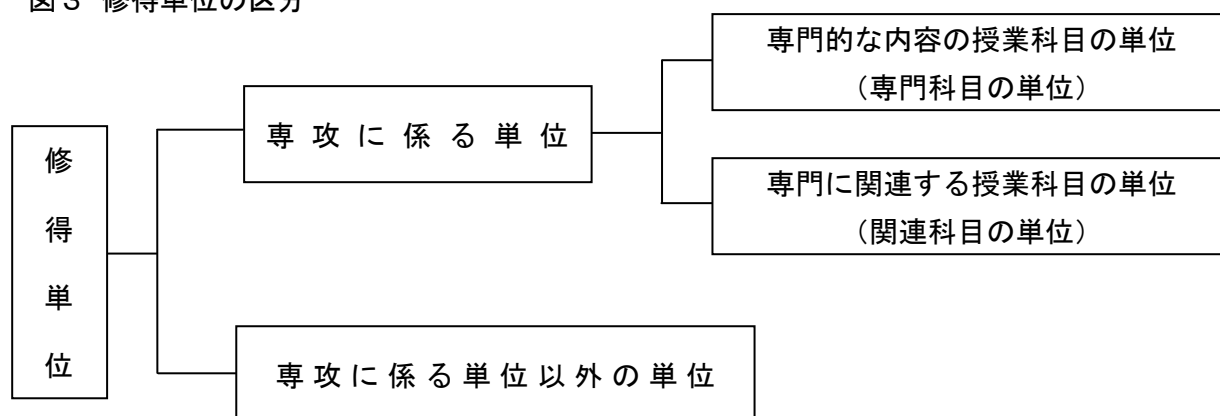 図３ 修得単位の区分
専門的な内容の授業科目の単位
（専門科目の単位）
専攻に係る単位
修得単位
専門に関連する授業科目の単位
（関連科目の単位）
専攻に係る単位以外の単位